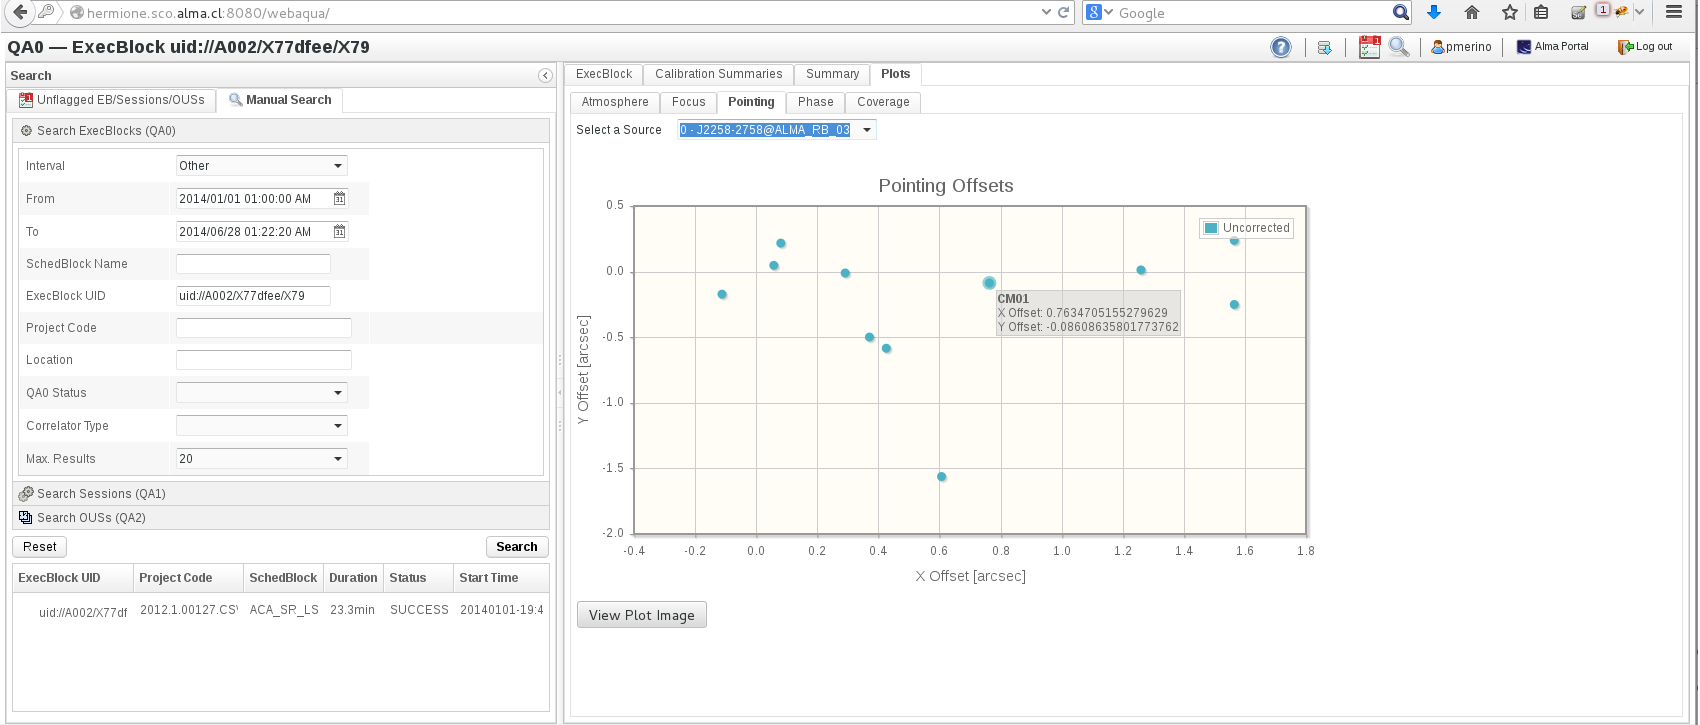 hermione.sco.alma.cl:8080/webaqua/
Google
1
QA0 — ExecBlock uid://A002/X77dfee/X79
pmerino
Alma Portal
Log out
Search
Unflagged EB/Sessions/OUSs
Manual Search
Search ExecBlocks (QA0)
Interval
Other
From
2014/01/01 01:00:00 AM
To
2014/06/28 01:22:20 AM
SchedBlock Name
ExecBlock UID
uid://A002/X77dfee/X79
Project Code
Location
QA0 Status
Correlator Type
Max. Results
20
Search Sessions (QA1)
Search OUSs (QA2)
Reset
Search
ExecBlock UID Project Code SchedBlock Duration Status Start Time
uid://A002/X77df 2012.1.00127.CSV ACA_SR_LS 23.3min SUCCESS 20140101-19:4
ExecBlock
Calibration Summaries
Summary
Plots
Atmosphere
Focus
Pointing
Phase
Coverage
Select a Source
0 - J2258-2758@ALMA_RB_03
Pointing Offsets
Uncorrected
CM01
X Offset: 0.7634705155279629
Y Offset: -0.08608635801773762
0.5
0.0
-0.5
-1.0
-1.5
-2.0
Y Offset [arcsec]
-0.4 -0.2 0.0 0.2 0.4 0.6 0.8 1.0 1.2 1.4 1.6 1.8
X Offset [arcsec]
View Plot Image